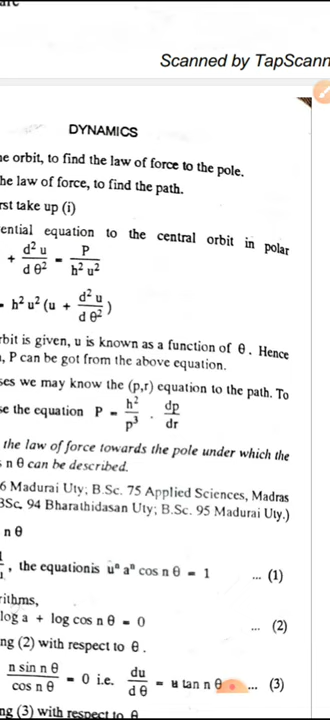 Scanned by TapScann
DYNAMICS
e orbit, to find the law of force to the pole.
he law of force, to find the path.
rst take up (i)
ential equation to the central orbit in polar
+ d² u / d θ² = P / h² u²
= h² u² (u + d² u / d θ² )
rbit is given, u is known as a function of θ. Hence
, P can be got from the above equation.
ses we may know the (p,r) equation to the path. To
se the equation P = h² / p³ . dp / dr
the law of force towards the pole under which the
n θ can be described.
6 Madurai Uty; B.Sc. 75 Applied Sciences, Madras
BSc. 94 Bharathidasan Uty; B.Sc. 95 Madurai Uty.)
n θ
, the equation is uⁿ aⁿ cos n θ = 1 ... (1)
rithms,
log a + log cos n θ = 0 ... (2)
ng (2) with respect to θ.
n sin n θ / cos n θ = 0 i.e. du / d θ = u tan n θ ... (3)
ng (3) with respect to θ